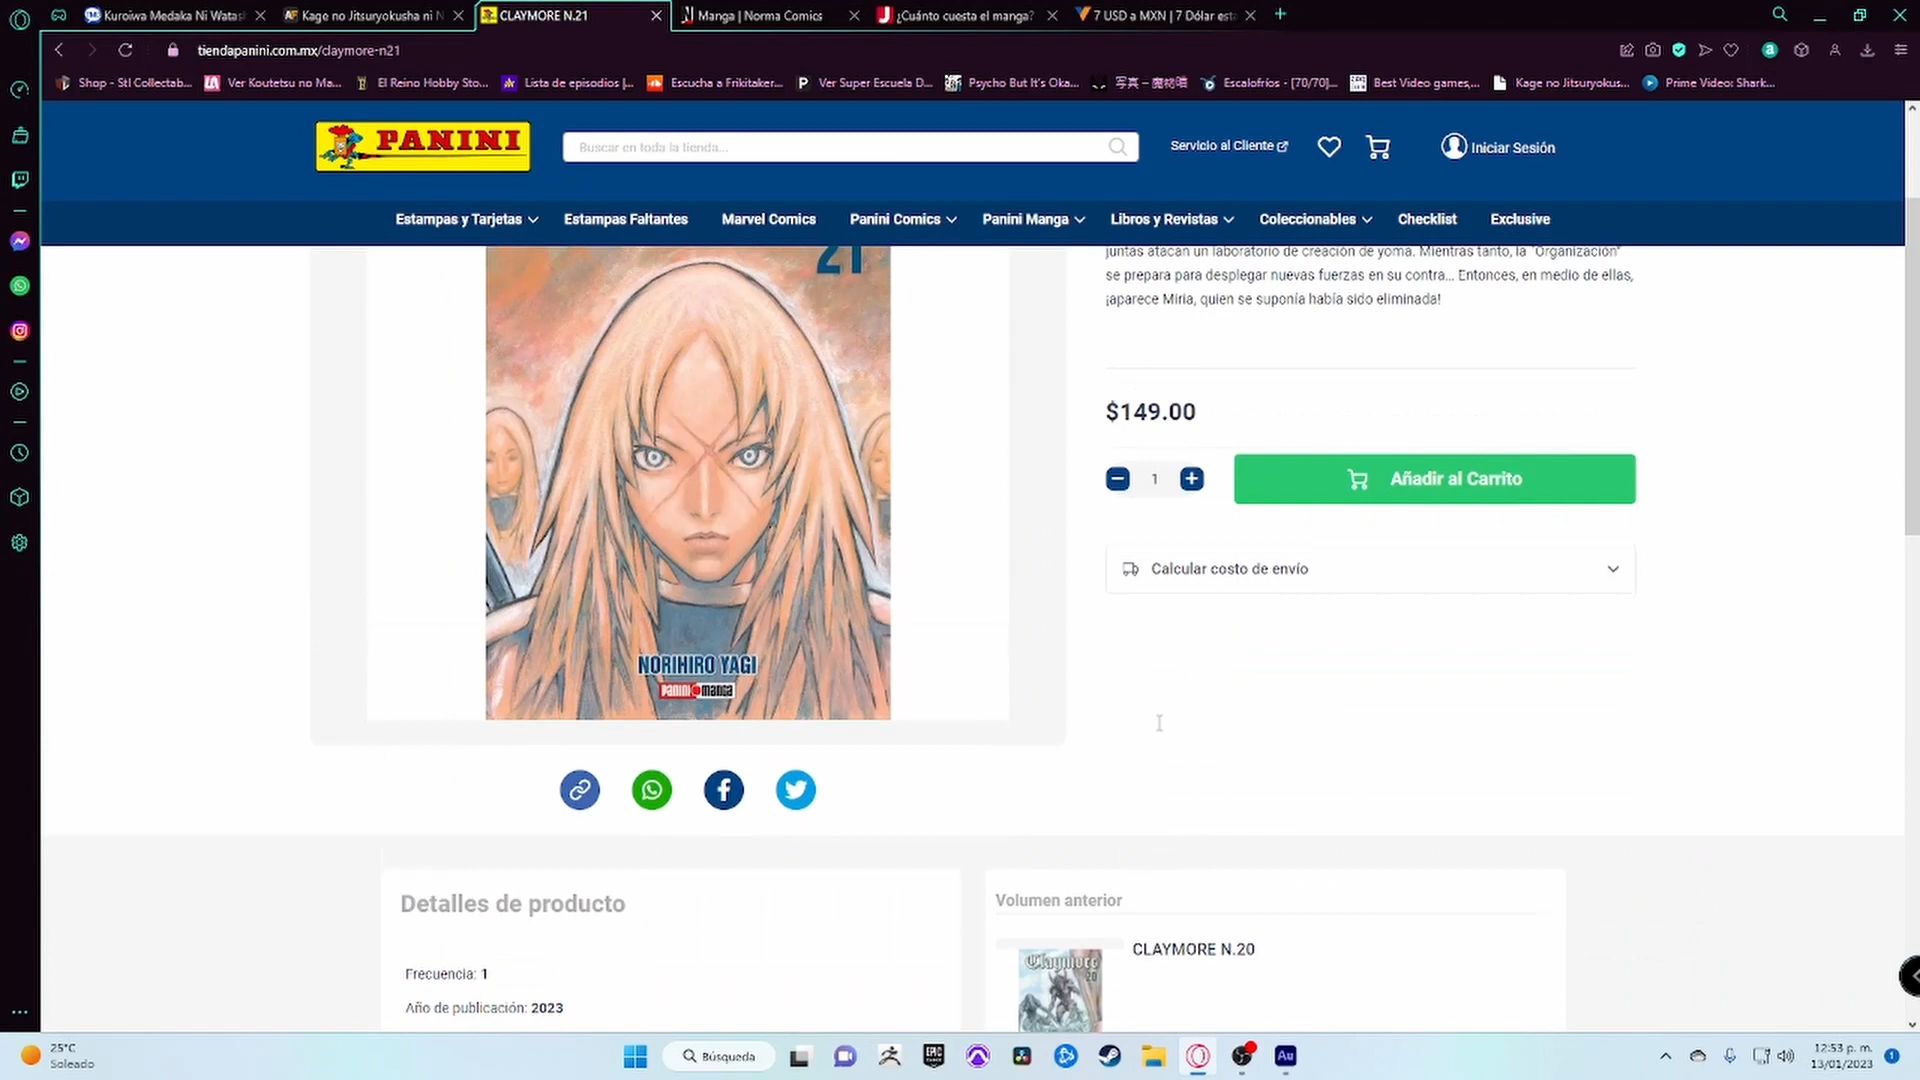 Kuroiwa Medaka Ni Watas
Kage no Jitsuryokusha ni N
CLAYMORE N.21
Manga | Norma Comics
¿Cuánto cuesta el manga?
7 USD a MXN | 7 Dólar est
tiendapanini.com.mx/claymore-n21
Shop - Stl Collectab...
Ver Koutetsu no Ma...
El Reino Hobby Sto...
Lista de episodios |...
Escucha a Frikitaker...
Ver Super Escuela D...
Psycho But It's Oka...
Escalofríos - [70/70]...
Best Video games,...
Kage no Jitsuryokus...
Prime Video: Shark...
PANINI
Buscar en toda la tienda...
Servicio al Cliente
Iniciar Sesión
Estampas y Tarjetas
Estampas Faltantes
Marvel Comics
Panini Comics
Panini Manga
Libros y Revistas
Coleccionables
Checklist
Exclusive
21
juntas atacan un laboratorio de creación de yoma. Mientras tanto, la "Organización"
se prepara para desplegar nuevas fuerzas en su contra... Entonces, en medio de ellas,
¡aparece Miria, quien se suponía había sido eliminada!
$149.00
1
Añadir al Carrito
Calcular costo de envío
NORIHIRO YAGI
PANINI manga
Detalles de producto
Frecuencia: 1
Año de publicación: 2023
Volumen anterior
Claymore
20
CLAYMORE N.20
25°C
Soleado
Búsqueda
EPIC
Au
12:53 p. m.
13/01/2023
1